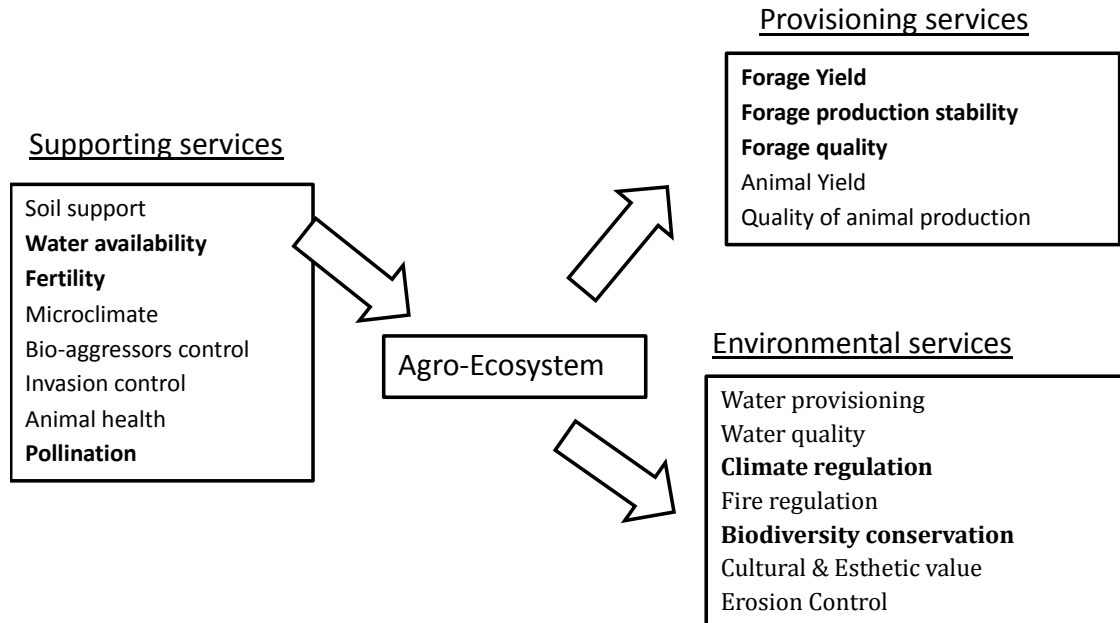 Provisioning services
Forage Yield
Forage production stability
Forage quality
Animal Yield
Quality of animal production
Supporting services
Soil support
Water availability
Fertility
Microclimate
Bio-aggressors control
Invasion control
Animal health
Pollination
Agro-Ecosystem
Environmental services
Water provisioning
Water quality
Climate regulation
Fire regulation
Biodiversity conservation
Cultural & Esthetic value
Erosion Control